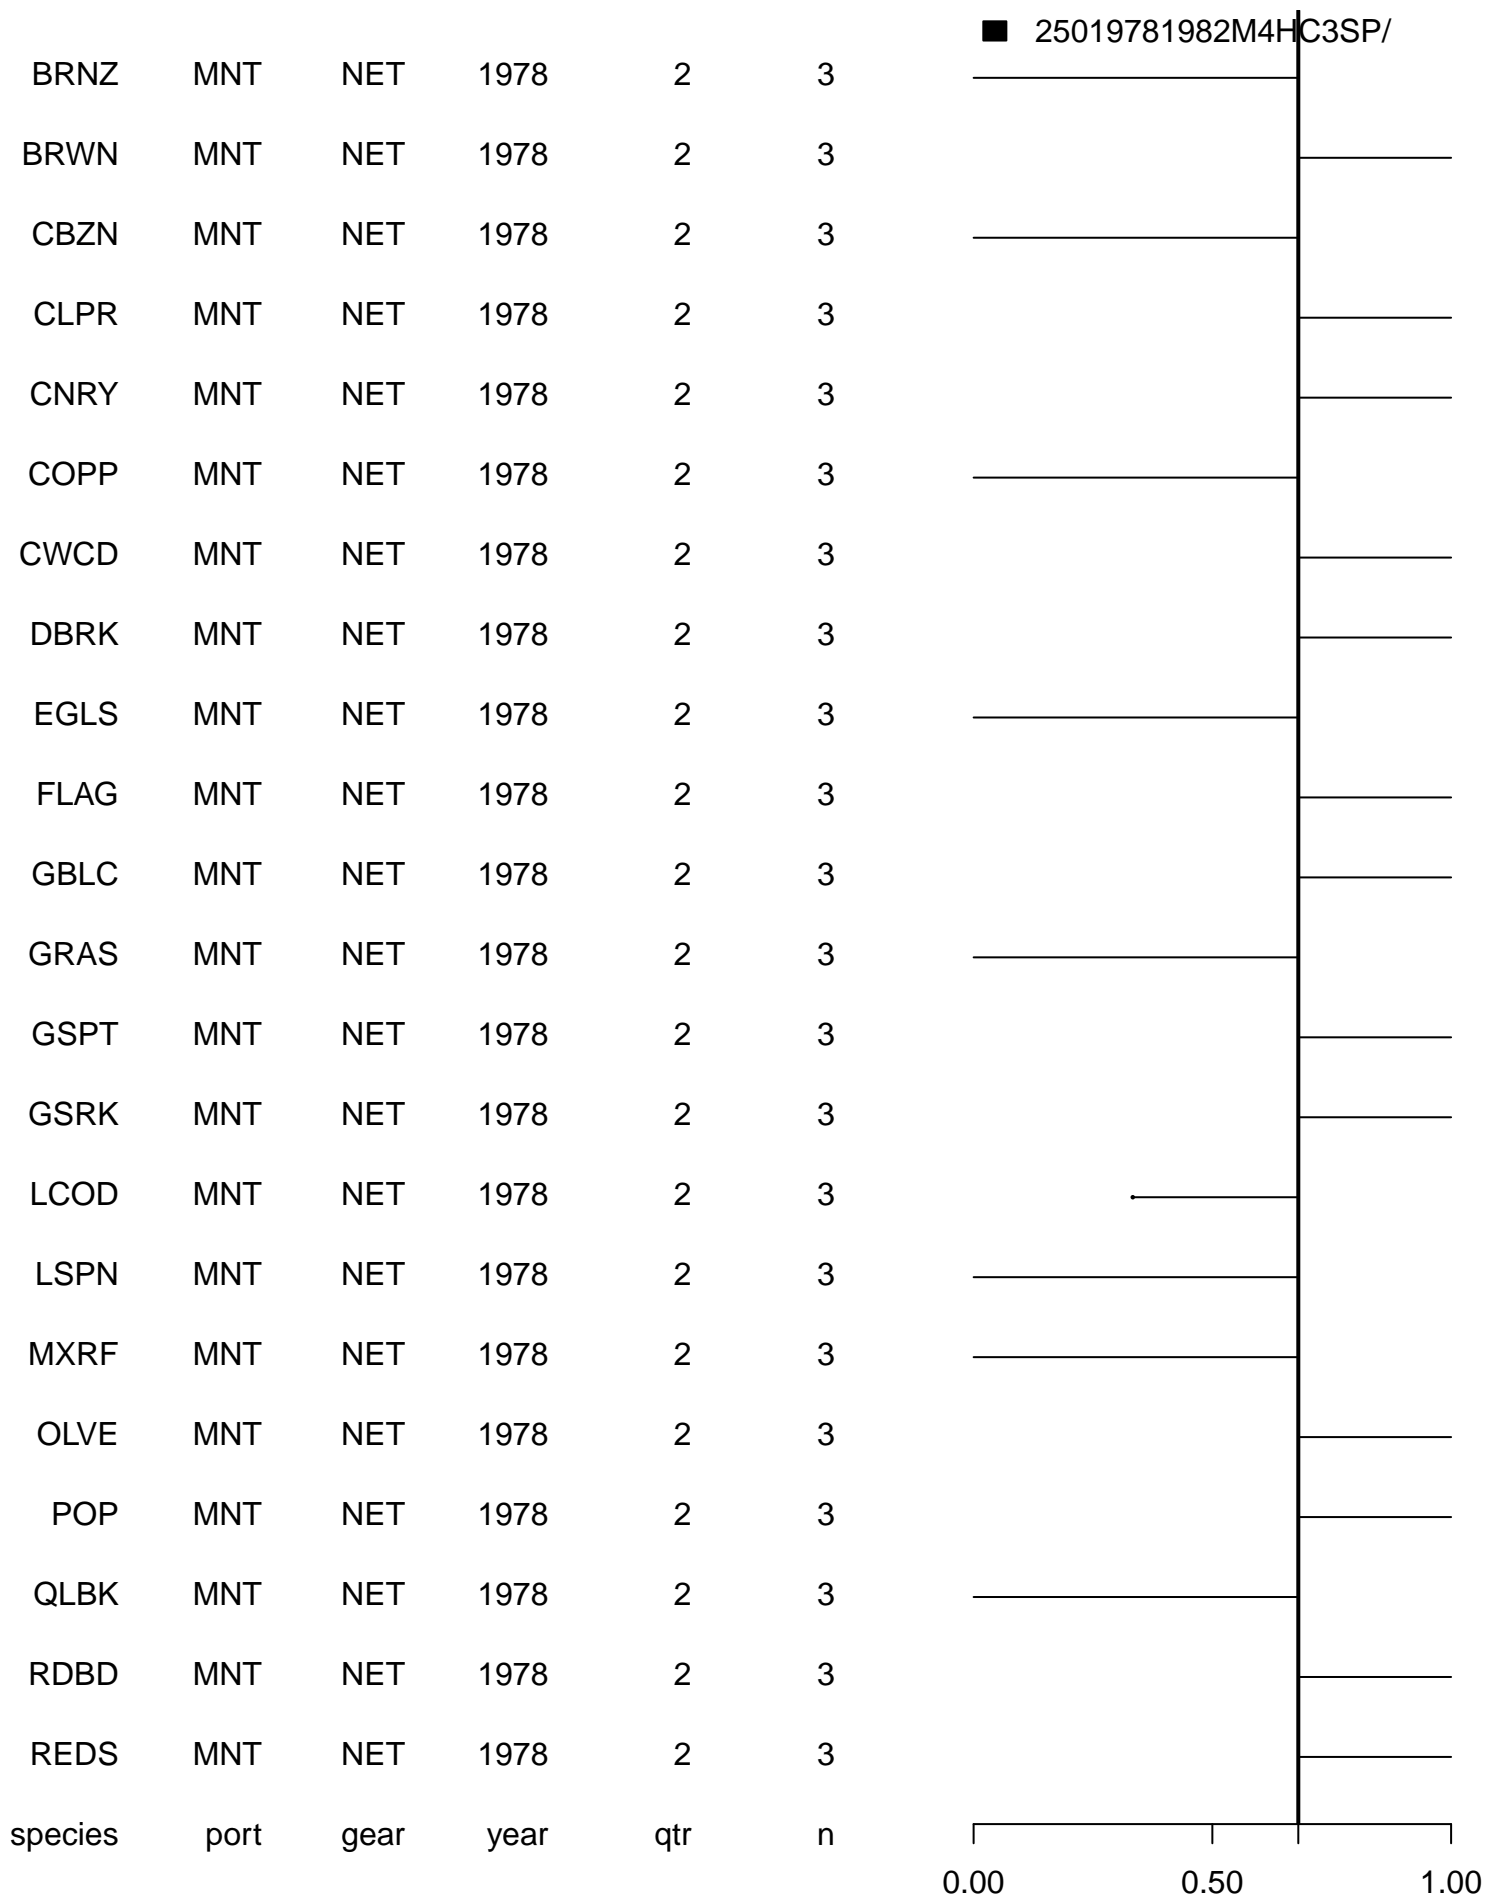 25019781982M4HC3SP/
BRNZ MNT NET 1978 2 3
BRWN MNT NET 1978 2 3
CBZN MNT NET 1978 2 3
CLPR MNT NET 1978 2 3
CNRY MNT NET 1978 2 3
COPP MNT NET 1978 2 3
CWCD MNT NET 1978 2 3
DBRK MNT NET 1978 2 3
EGLS MNT NET 1978 2 3
FLAG MNT NET 1978 2 3
GBLC MNT NET 1978 2 3
GRAS MNT NET 1978 2 3
GSPT MNT NET 1978 2 3
GSRK MNT NET 1978 2 3
LCOD MNT NET 1978 2 3
LSPN MNT NET 1978 2 3
MXRF MNT NET 1978 2 3
OLVE MNT NET 1978 2 3
POP MNT NET 1978 2 3
QLBK MNT NET 1978 2 3
RDBD MNT NET 1978 2 3
REDS MNT NET 1978 2 3
species port gear year qtr n
0.00 0.50 1.00